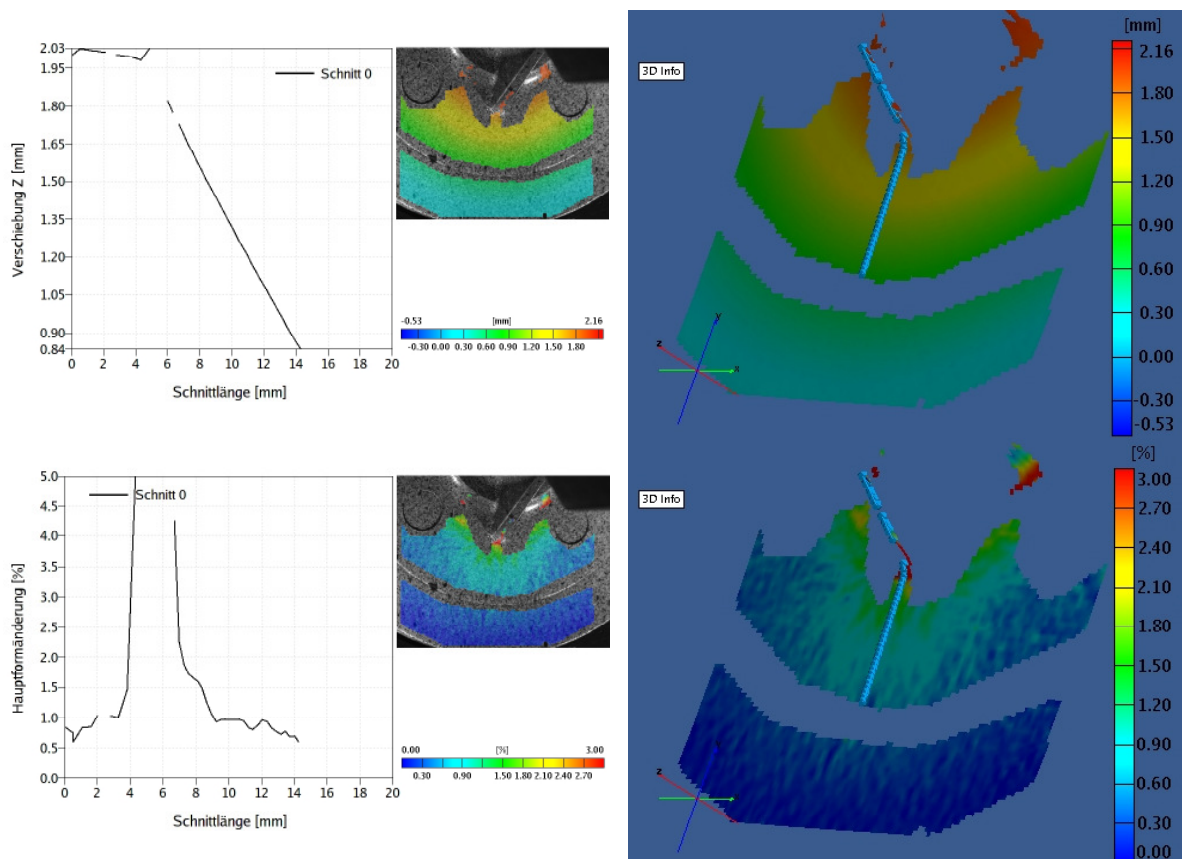 Verschiebung Z [mm]
2.03
1.95
1.80
1.65
1.50
1.35
1.20
1.05
0.90
0.84
Schnitt 0
0 2 4 6 8 10 12 14 16 18 20
Schnittlänge [mm]
-0.53 [mm] 2.16
-0.30 0.00 0.30 0.60 0.90 1.20 1.50 1.80
3D Info
[mm]
2.16
1.80
1.50
1.20
0.90
0.60
0.30
0.00
-0.30
-0.53
z
y
x
Hauptformänderung [%]
5.0
4.5
4.0
3.5
3.0
2.5
2.0
1.5
1.0
0.5
0.0
Schnitt 0
0 2 4 6 8 10 12 14 16 18 20
Schnittlänge [mm]
0.00 [%] 3.00
0.30 0.90 1.50 1.80 2.10 2.40 2.70
3D Info
[%]
3.00
2.70
2.40
2.10
1.80
1.50
1.20
0.90
0.60
0.30
0.00
z